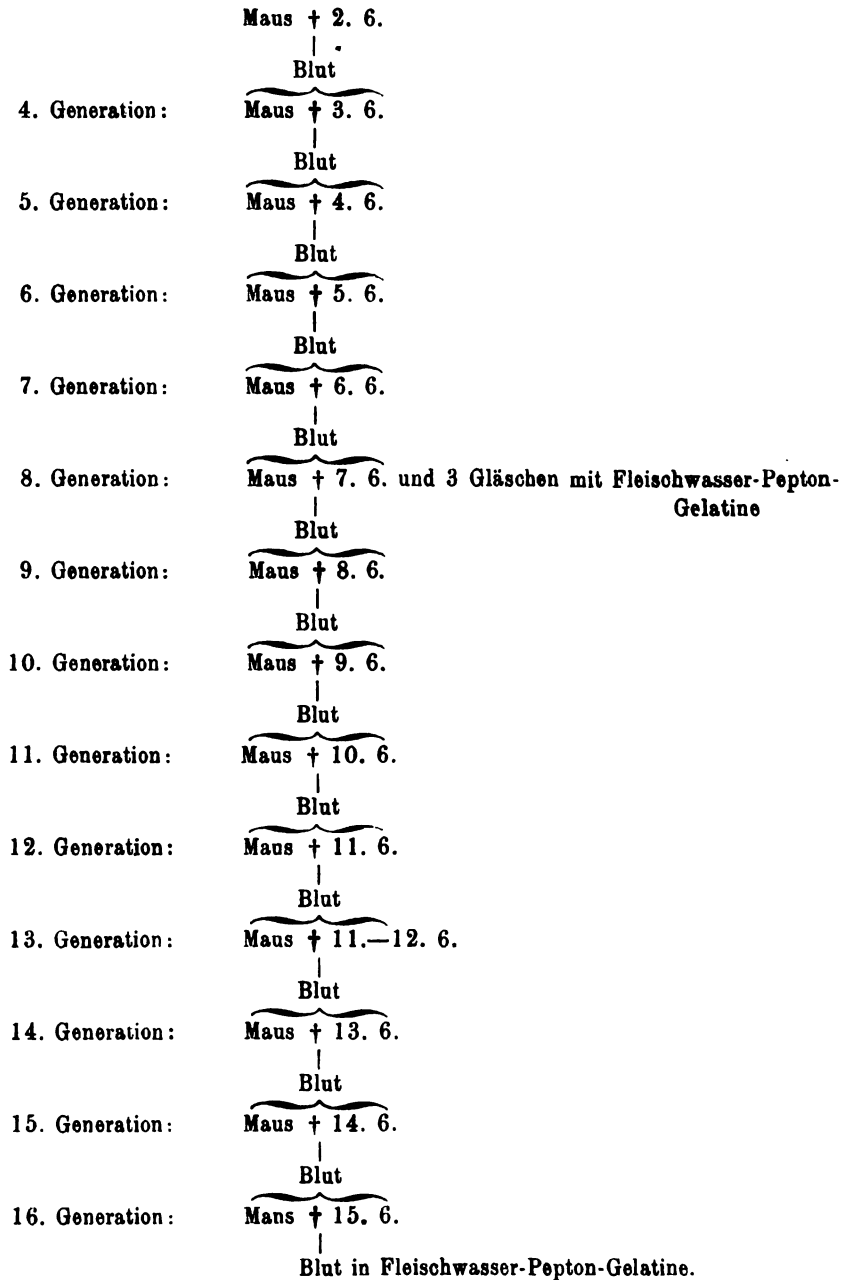 Maus † 2. 6.
Blut
4. Generation: Maus † 3. 6.
Blut
5. Generation: Maus † 4. 6.
Blut
6. Generation: Maus † 5. 6.
Blut
7. Generation: Maus † 6. 6.
Blut
8. Generation: Maus † 7. 6. und 3 Gläschen mit Fleischwasser-Pepton-
Gelatine
Blut
9. Generation: Maus † 8. 6.
Blut
10. Generation: Maus † 9. 6.
Blut
11. Generation: Maus † 10. 6.
Blut
12. Generation: Maus † 11. 6.
Blut
13. Generation: Maus † 11.—12. 6.
Blut
14. Generation: Maus † 13. 6.
Blut
15. Generation: Maus † 14. 6.
Blut
16. Generation: Maus † 15. 6.
Blut in Fleischwasser-Pepton-Gelatine.